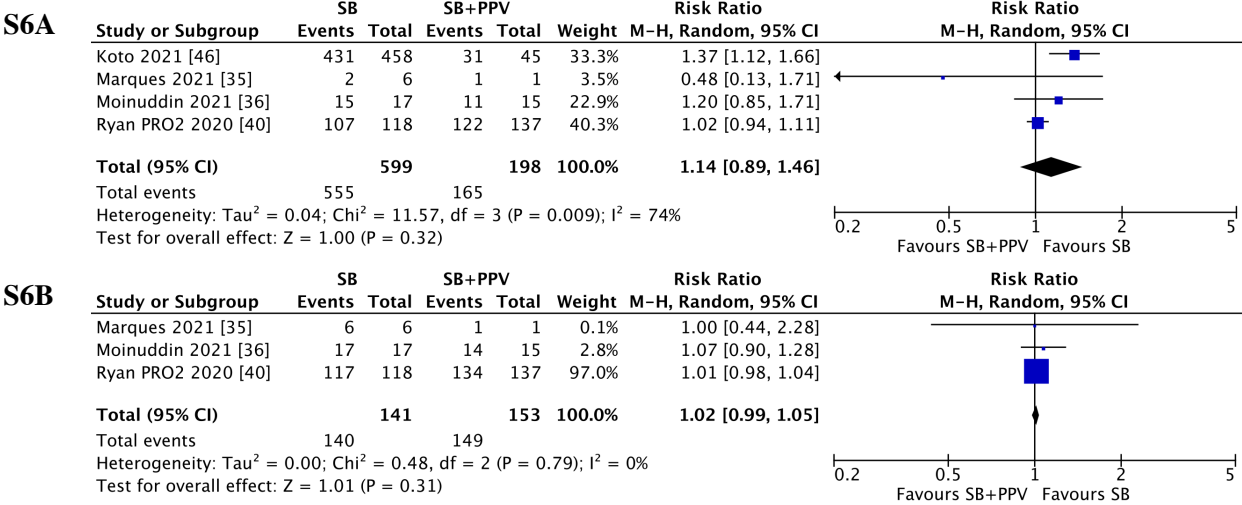 S6A
SB SB+PPV Risk Ratio Risk Ratio
Study or Subgroup Events Total Events Total Weight M-H, Random, 95% CI M-H, Random, 95% CI
Koto 2021 [46] 431 458 31 45 33.3% 1.37 [1.12, 1.66]
Marques 2021 [35] 2 6 1 1 3.5% 0.48 [0.13, 1.71]
Moinuddin 2021 [36] 15 17 11 15 22.9% 1.20 [0.85, 1.71]
Ryan PRO2 2020 [40] 107 118 122 137 40.3% 1.02 [0.94, 1.11]
Total (95% CI) 599 198 100.0% 1.14 [0.89, 1.46]
Total events 555 165
Heterogeneity: Tau² = 0.04; Chi² = 11.57, df = 3 (P = 0.009); I² = 74%
Test for overall effect: Z = 1.00 (P = 0.32)
0.2 0.5 1 2 5
Favours SB+PPV Favours SB
S6B
SB SB+PPV Risk Ratio Risk Ratio
Study or Subgroup Events Total Events Total Weight M-H, Random, 95% CI M-H, Random, 95% CI
Marques 2021 [35] 6 6 1 1 0.1% 1.00 [0.44, 2.28]
Moinuddin 2021 [36] 17 17 14 15 2.8% 1.07 [0.90, 1.28]
Ryan PRO2 2020 [40] 117 118 134 137 97.0% 1.01 [0.98, 1.04]
Total (95% CI) 141 153 100.0% 1.02 [0.99, 1.05]
Total events 140 149
Heterogeneity: Tau² = 0.00; Chi² = 0.48, df = 2 (P = 0.79); I² = 0%
Test for overall effect: Z = 1.01 (P = 0.31)
0.2 0.5 1 2 5
Favours SB+PPV Favours SB